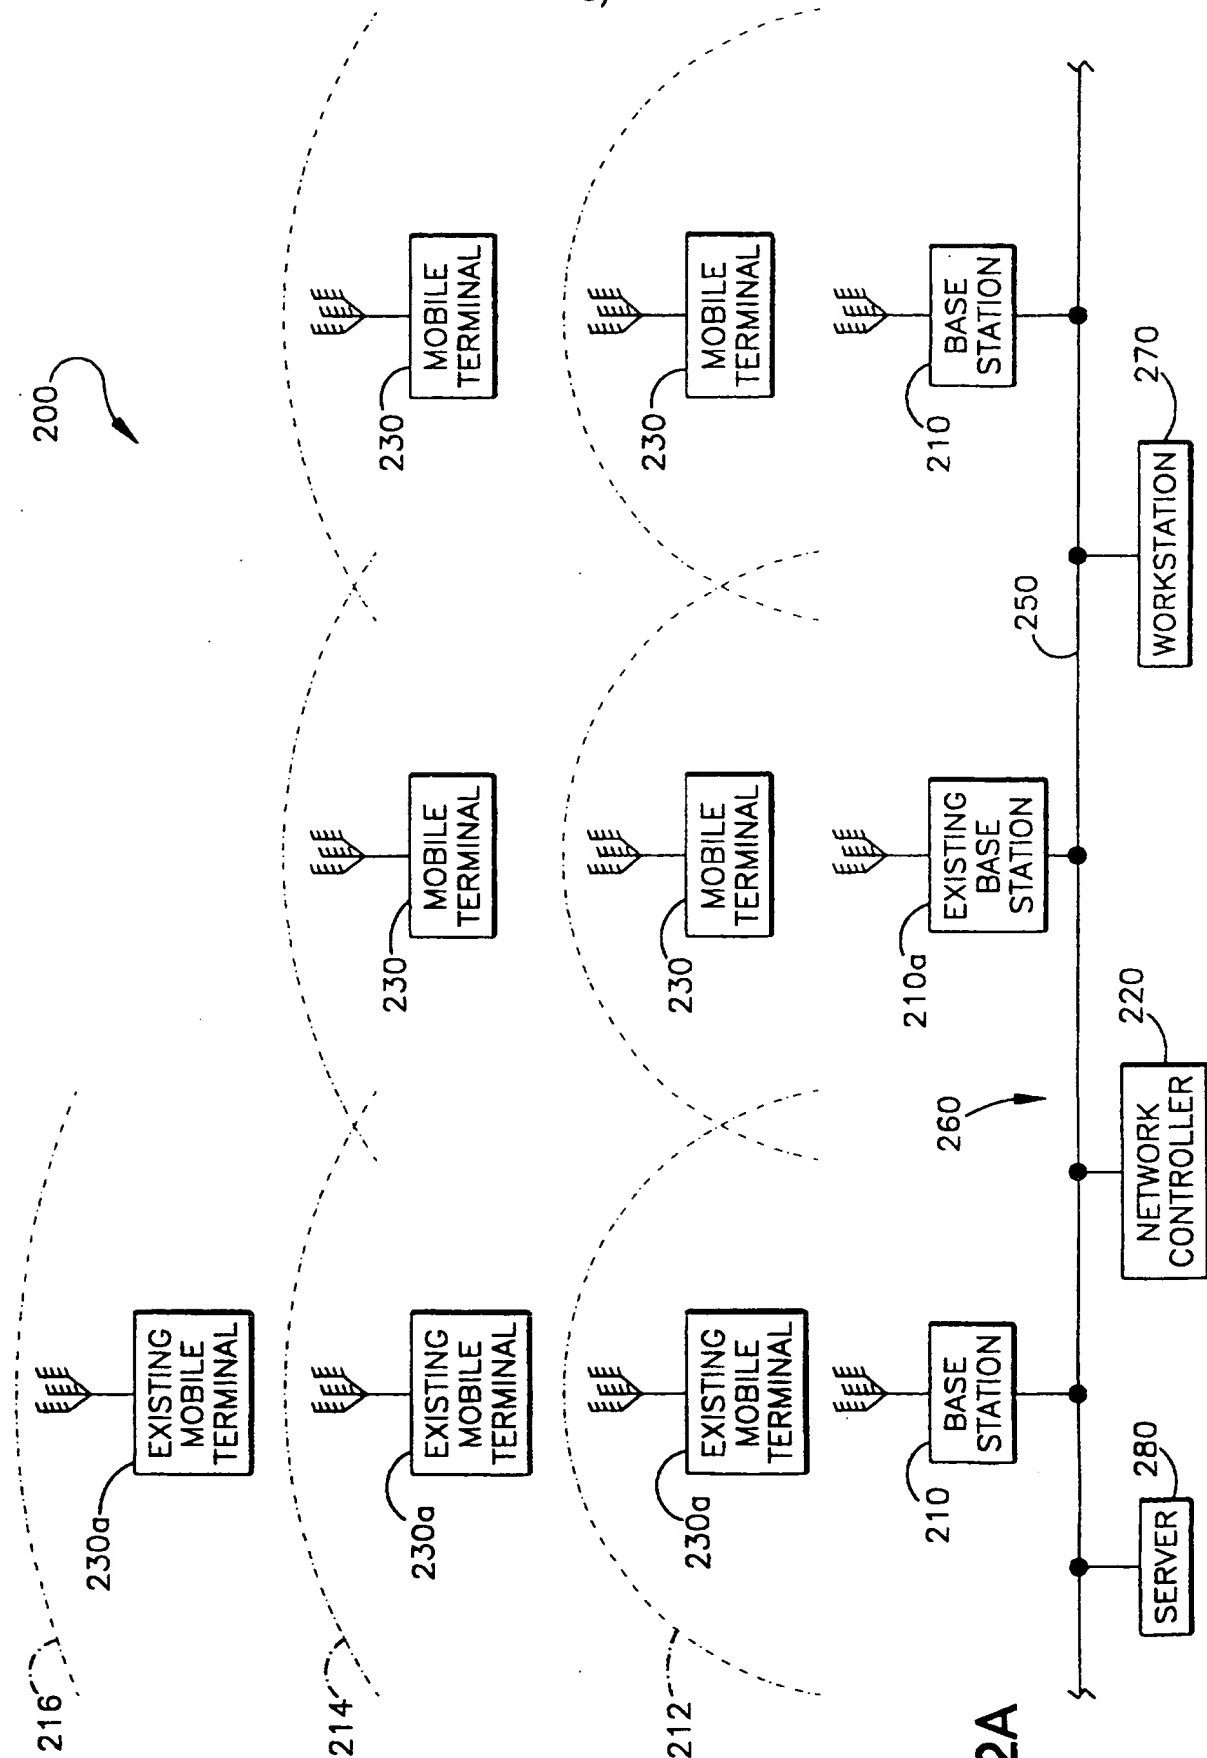 216
200
230a
EXISTING
MOBILE
TERMINAL
214
230a
EXISTING
MOBILE
TERMINAL
230
MOBILE
TERMINAL
230
MOBILE
TERMINAL
212
230a
EXISTING
MOBILE
TERMINAL
230
MOBILE
TERMINAL
230
MOBILE
TERMINAL
210
BASE
STATION
210a
EXISTING
BASE
STATION
210
BASE
STATION
2A
260
250
280
SERVER
220
NETWORK
CONTROLLER
270
WORKSTATION